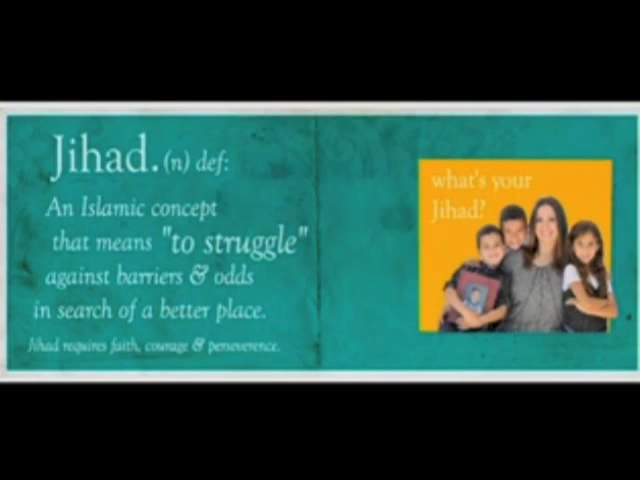 Jihad. (n) def:
An Islamic concept
that means "to struggle"
against barriers & odds
in search of a better place.
Jihad requires faith, courage & perseverence.
what's your
Jihad?